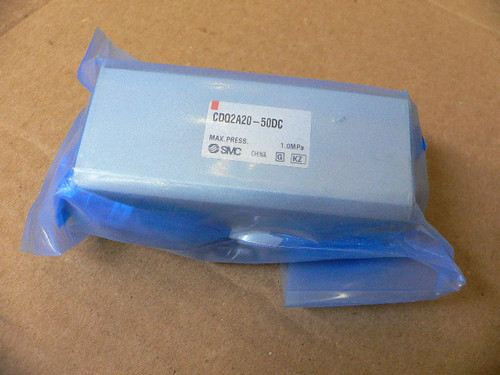 CDQ2A20-50DC
MAX. PRESS. 1.0MPa
SMC CHINA G KZ